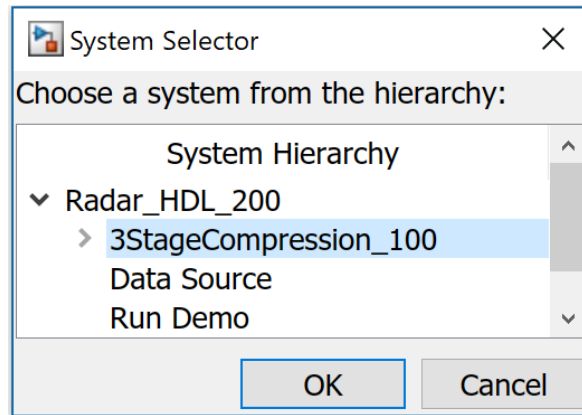 System Selector
Choose a system from the hierarchy:
System Hierarchy
Radar_HDL_200
3StageCompression_100
Data Source
Run Demo
OK Cancel